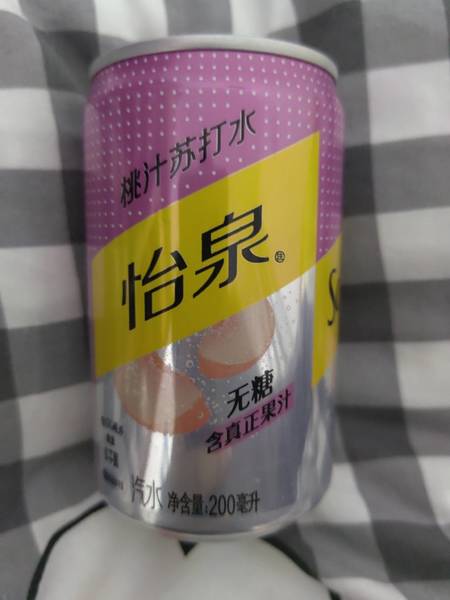 桃汁苏打水
怡泉
无糖
含真正果汁
汽水 净含量:200毫升